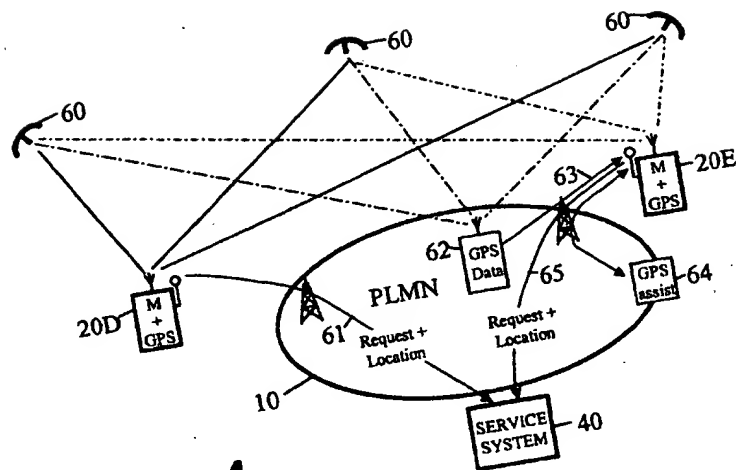 60
60
60
M + GPS
20E
63
62
GPS Data
65
GPS assist
64
PLMN
M + GPS
20D
61
Request + Location
Request + Location
10
SERVICE SYSTEM
40